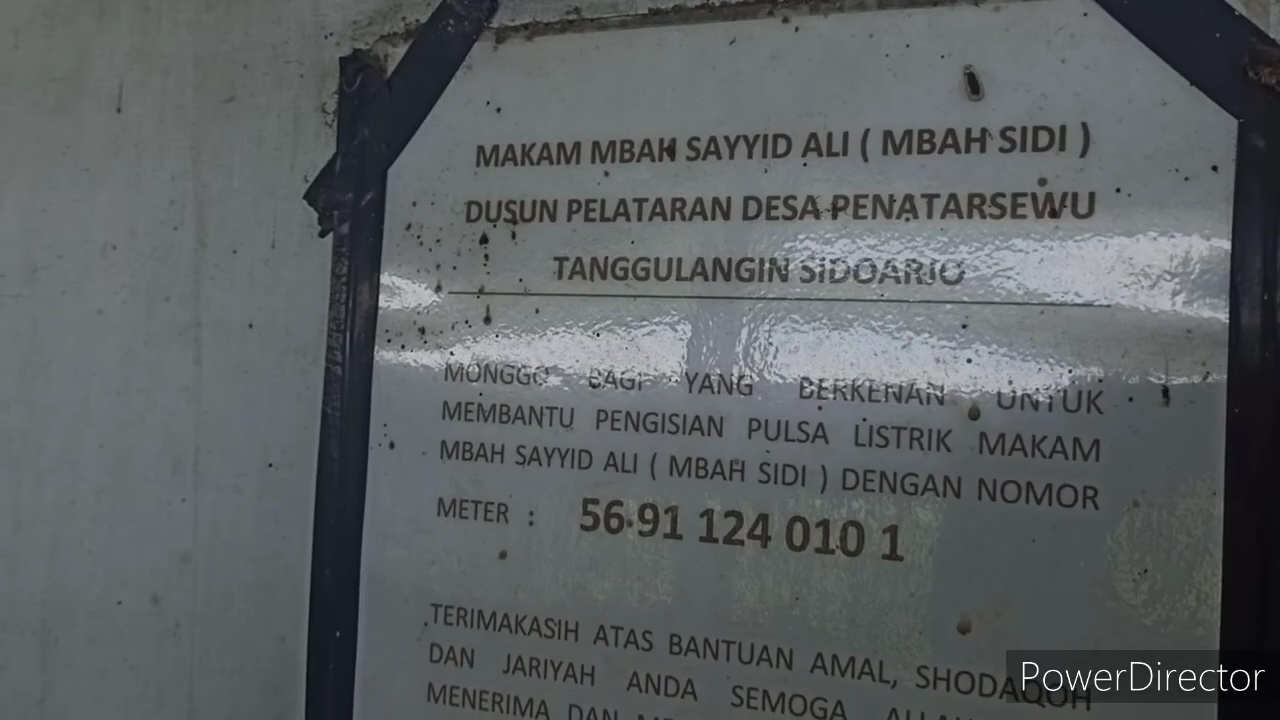 MAKAM MBAH SAYYID ALI ( MBAH SIDI )
DUSUN PELATARAN DESA PENATARSEWU
TANGGULANGIN SIDOARJO
MONGGO BAGI YANG BERKENAN UNTUK
MEMBANTU PENGISIAN PULSA LISTRIK MAKAM
MBAH SAYYID ALI ( MBAH SIDI ) DENGAN NOMOR
METER : 56 91 124 010 1
TERIMAKASIH ATAS BANTUAN AMAL, SHODAQOH
DAN JARIYAH ANDA SEMOGA
MENERIMA DAN
PowerDirector